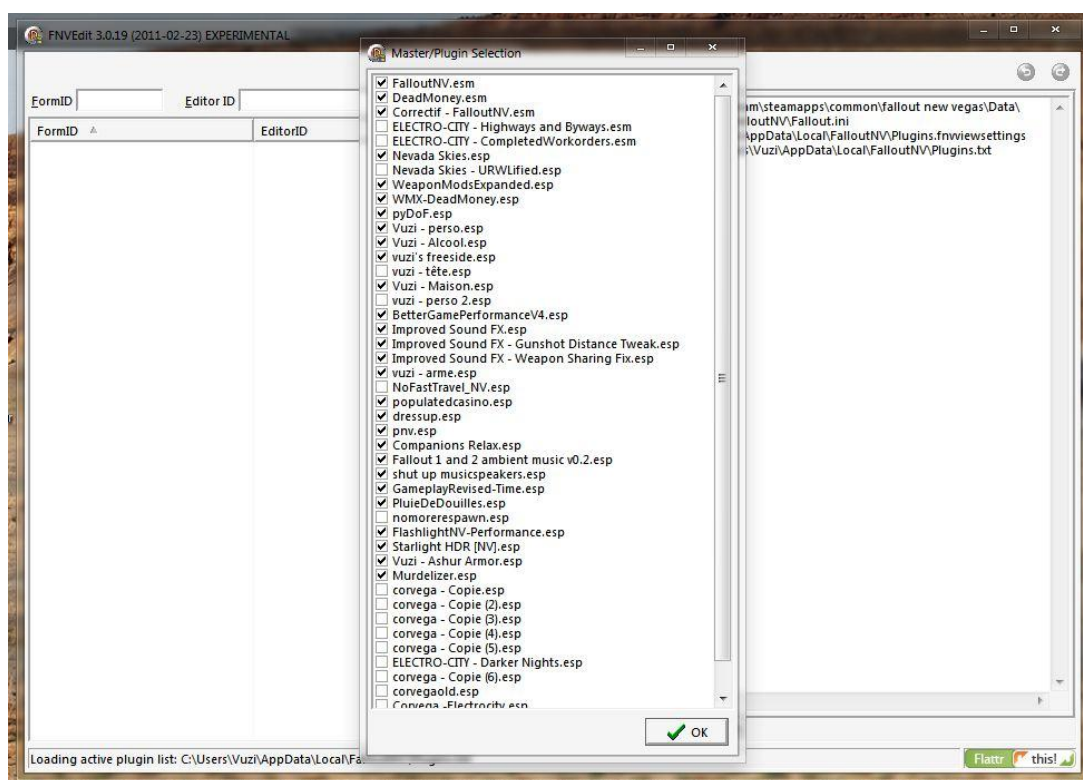 FNVEdit 3.0.19 (2011-02-23) EXPERIMENTAL
Master/Plugin Selection
FormID
Editor ID
FormID
EditorID
FalloutNV.esm
DeadMoney.esm
Correctif - FalloutNV.esm
ELECTRO-CITY - Highways and Byways.esm
ELECTRO-CITY - CompletedWorkorders.esm
Nevada Skies.esp
Nevada Skies - URWLified.esp
WeaponModsExpanded.esp
WMX-DeadMoney.esp
pyDoF.esp
Vuzi - perso.esp
Vuzi - Alcool.esp
vuzi's freeside.esp
vuzi - tête.esp
Vuzi - Maison.esp
vuzi - perso 2.esp
BetterGamePerformanceV4.esp
Improved Sound FX.esp
Improved Sound FX - Gunshot Distance Tweak.esp
Improved Sound FX - Weapon Sharing Fix.esp
vuzi - arme.esp
NoFastTravel_NV.esp
populatedcasino.esp
dressup.esp
pnv.esp
Companions Relax.esp
Fallout 1 and 2 ambient music v0.2.esp
shut up musicspeakers.esp
GameplayRevised-Time.esp
PluieDeDouilles.esp
nomorerespawn.esp
FlashlightNV-Performance.esp
Starlight HDR [NV].esp
Vuzi - Ashur Armor.esp
Murdelizer.esp
corvega - Copie.esp
corvega - Copie (2).esp
corvega - Copie (3).esp
corvega - Copie (4).esp
corvega - Copie (5).esp
ELECTRO-CITY - Darker Nights.esp
corvega - Copie (6).esp
corvegaold.esp
Corvega -Electrocity.esp
OK
am\steamapps\common\fallout new vegas\Data\
loutNV\Fallout.ini
AppData\Local\FalloutNV\Plugins.fnvviewsettings
s\Vuzi\AppData\Local\FalloutNV\Plugins.txt
Loading active plugin list: C:\Users\Vuzi\AppData\Local\Fa
Flattr this!